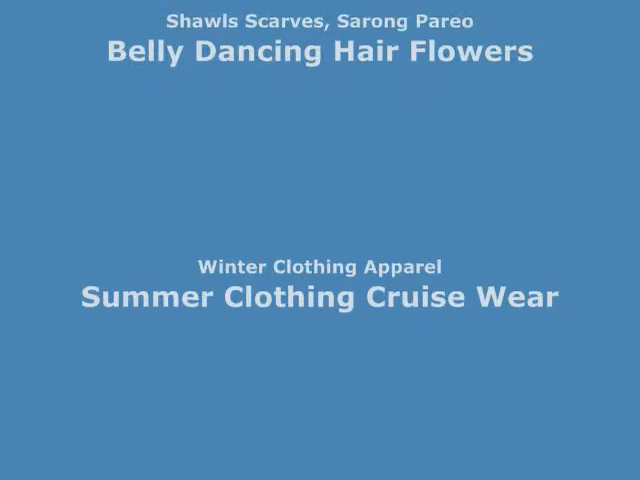 Shawls Scarves, Sarong Pareo
Belly Dancing Hair Flowers
Winter Clothing Apparel
Summer Clothing Cruise Wear